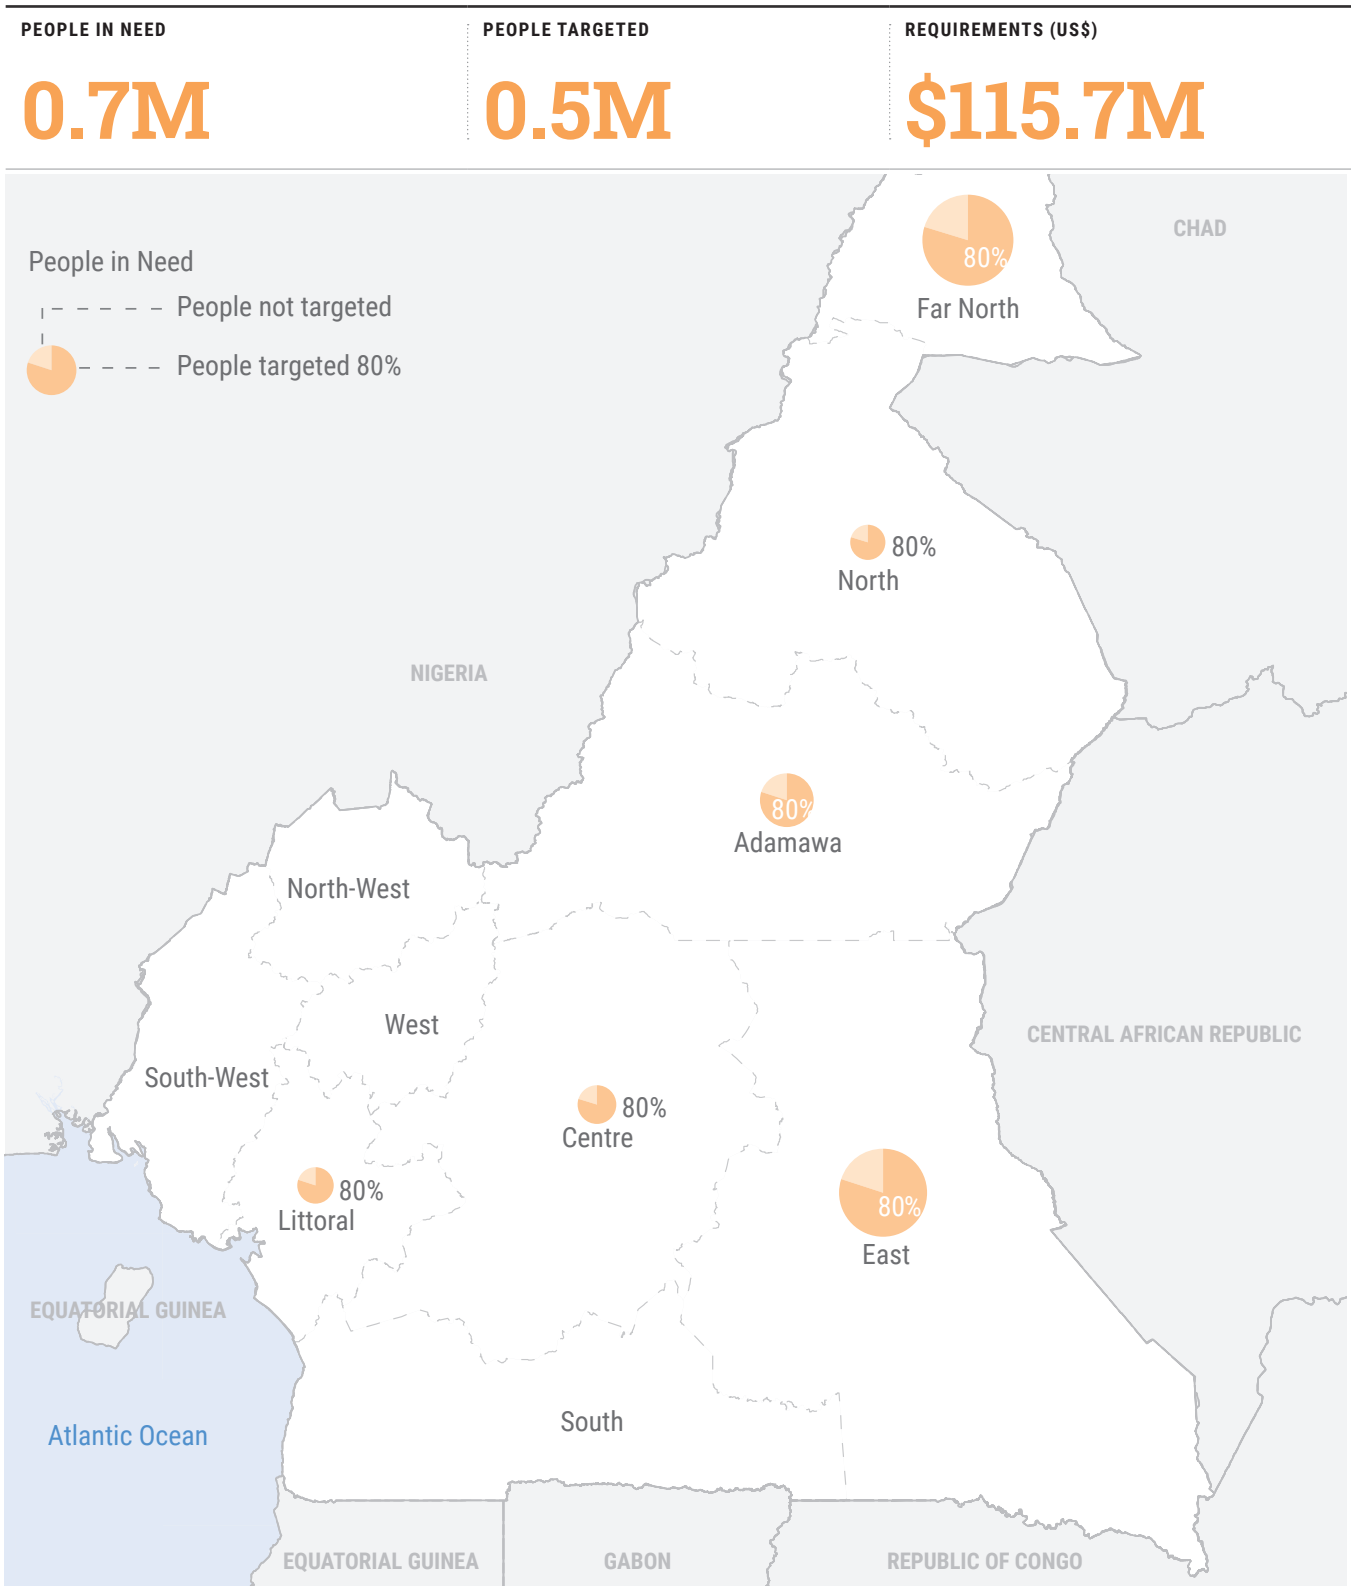 PEOPLE IN NEED
PEOPLE TARGETED
REQUIREMENTS (US$)
0.7M
0.5M
$115.7M
People in Need
People not targeted
People targeted 80%
CHAD
80%
Far North
80%
North
NIGERIA
80%
Adamawa
North-West
West
CENTRAL AFRICAN REPUBLIC
South-West
80%
Centre
80%
Littoral
80%
East
EQUATORIAL GUINEA
South
Atlantic Ocean
EQUATORIAL GUINEA
GABON
REPUBLIC OF CONGO